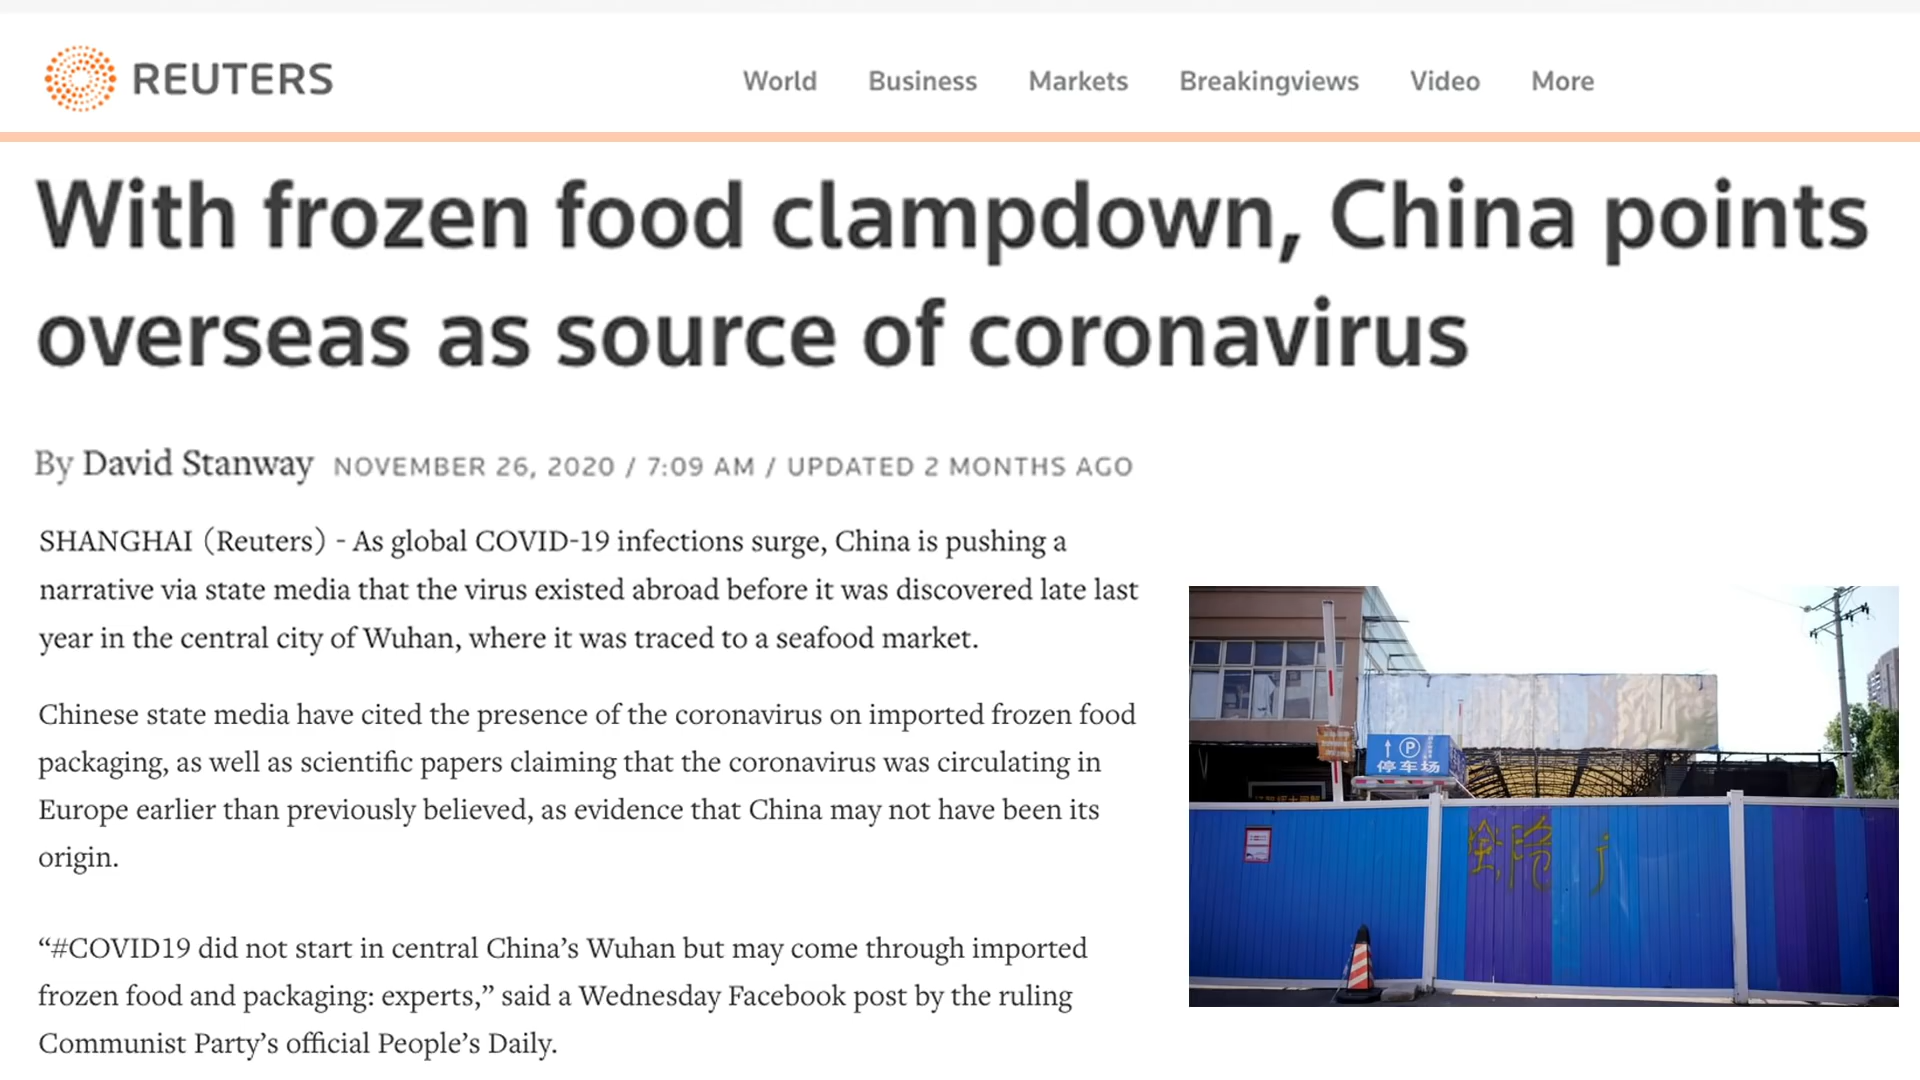 REUTERS
World Business Markets Breakingviews Video More
With frozen food clampdown, China points
overseas as source of coronavirus
By David Stanway NOVEMBER 26, 2020 / 7:09 AM / UPDATED 2 MONTHS AGO
SHANGHAI (Reuters) - As global COVID-19 infections surge, China is pushing a
narrative via state media that the virus existed abroad before it was discovered late last
year in the central city of Wuhan, where it was traced to a seafood market.
Chinese state media have cited the presence of the coronavirus on imported frozen food
packaging, as well as scientific papers claiming that the coronavirus was circulating in
Europe earlier than previously believed, as evidence that China may not have been its
origin.
“#COVID19 did not start in central China’s Wuhan but may come through imported
frozen food and packaging: experts,” said a Wednesday Facebook post by the ruling
Communist Party’s official People’s Daily.
P
停车场